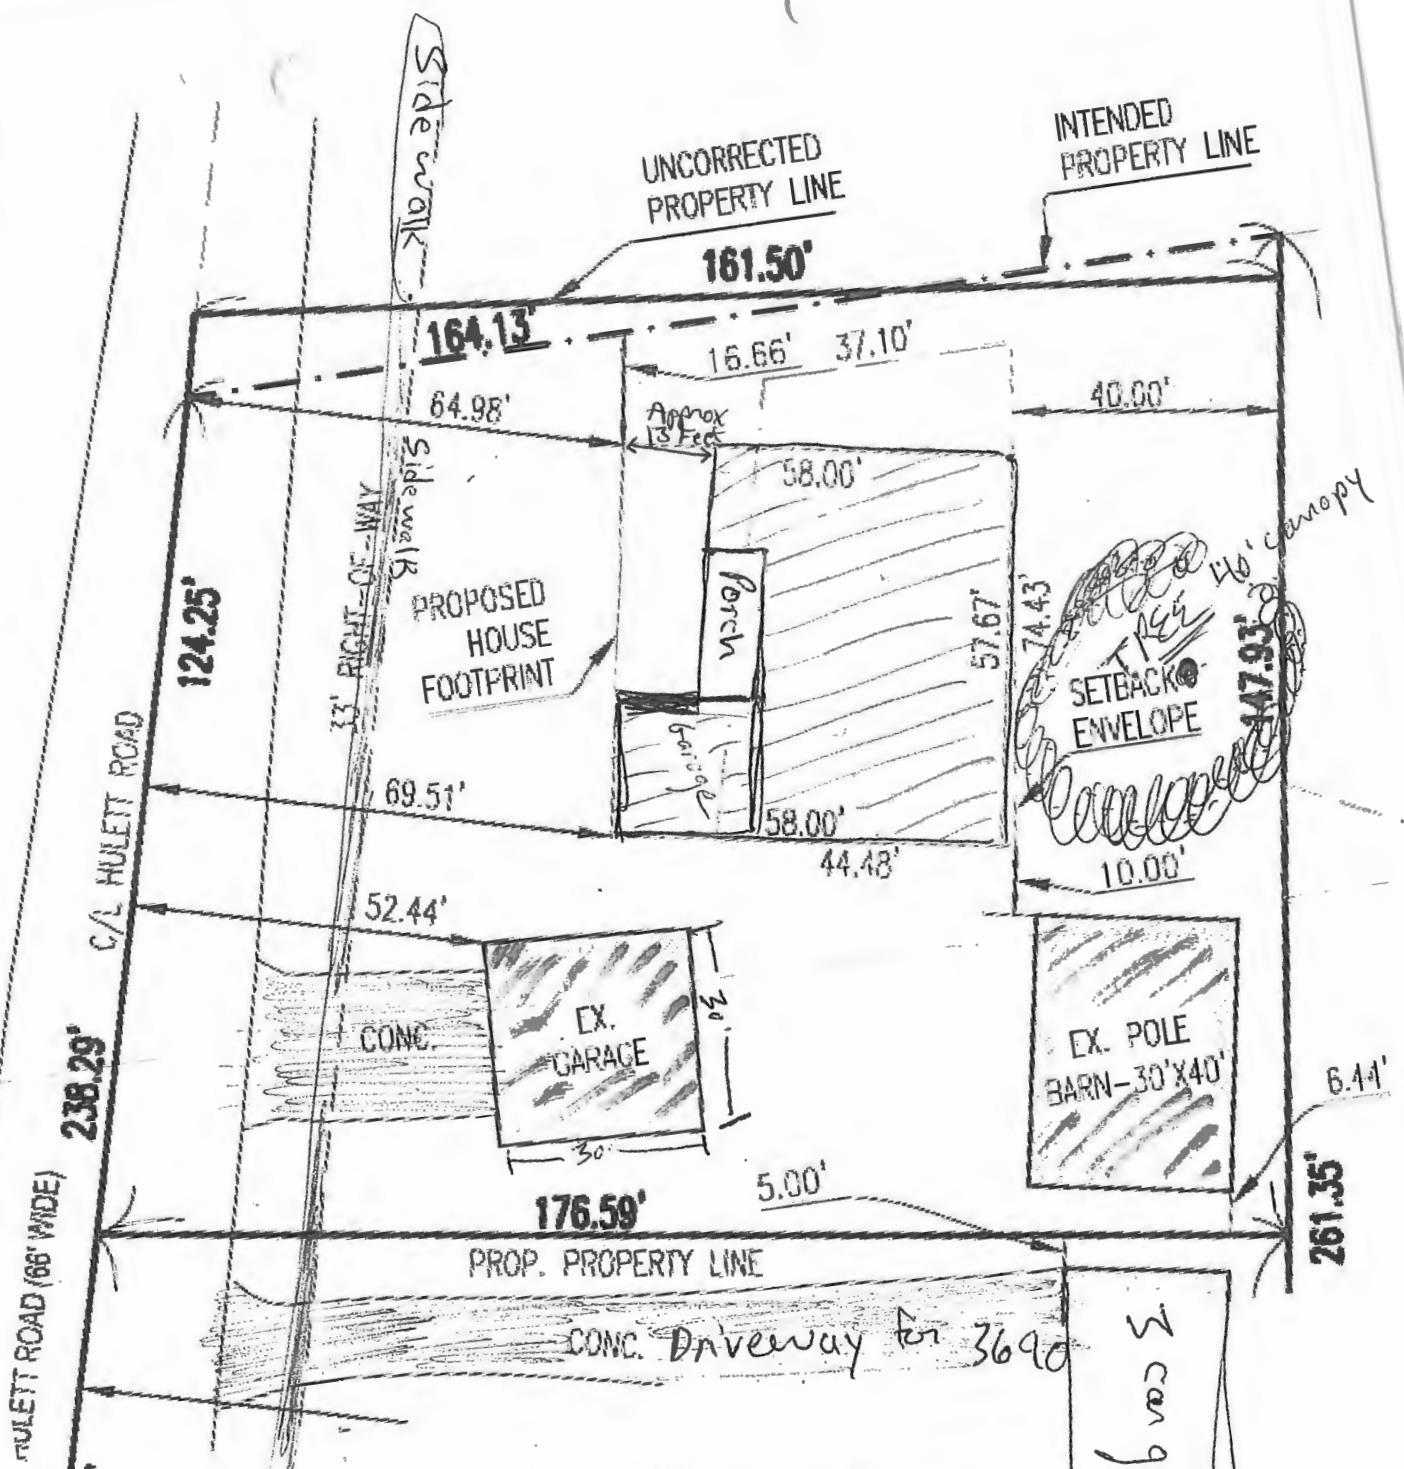 Sidewalk
UNCORRECTED
PROPERTY LINE
INTENDED
PROPERTY LINE
161.50'
164.13'
16.66'
37.10'
64.98'
Approx
13 Feet
40.00'
58.00'
Sidewalk
33' RIGHT-OF-WAY
40' canopy
TREE
PROPOSED
HOUSE
FOOTPRINT
Porch
57.67'
74.43'
SETBACK
ENVELOPE
147.93'
124.25'
Garage
69.51'
58.00'
44.48'
10.00'
C/L HULETT ROAD
52.44'
CONC.
EX.
GARAGE
30'
30'
EX. POLE
BARN-30'X40'
6.44'
238.29'
176.59'
5.00'
261.35'
PROP. PROPERTY LINE
HULETT ROAD (66' WIDE)
CONC. Driveway for 3690
3 car g